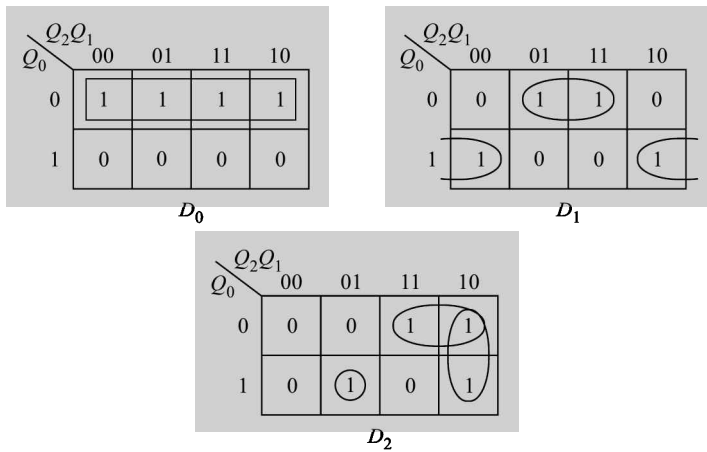 Q₂Q₁
Q₀ 00 01 11 10
0 1 1 1 1
1 0 0 0 0
D₀
Q₂Q₁
Q₀ 00 01 11 10
0 0 1 1 0
1 1 0 0 1
D₁
Q₂Q₁
Q₀ 00 01 11 10
0 0 0 1 1
1 0 1 0 1
D₂